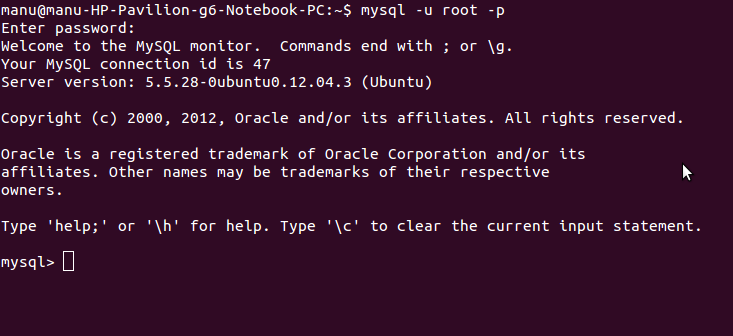 manu@manu-HP-Pavilion-g6-Notebook-PC:~$ mysql -u root -p
Enter password:
Welcome to the MySQL monitor.  Commands end with ; or \g.
Your MySQL connection id is 47
Server version: 5.5.28-0ubuntu0.12.04.3 (Ubuntu)
Copyright (c) 2000, 2012, Oracle and/or its affiliates. All rights reserved.
Oracle is a registered trademark of Oracle Corporation and/or its
affiliates. Other names may be trademarks of their respective
owners.
Type 'help;' or '\h' for help. Type '\c' to clear the current input statement.
mysql>